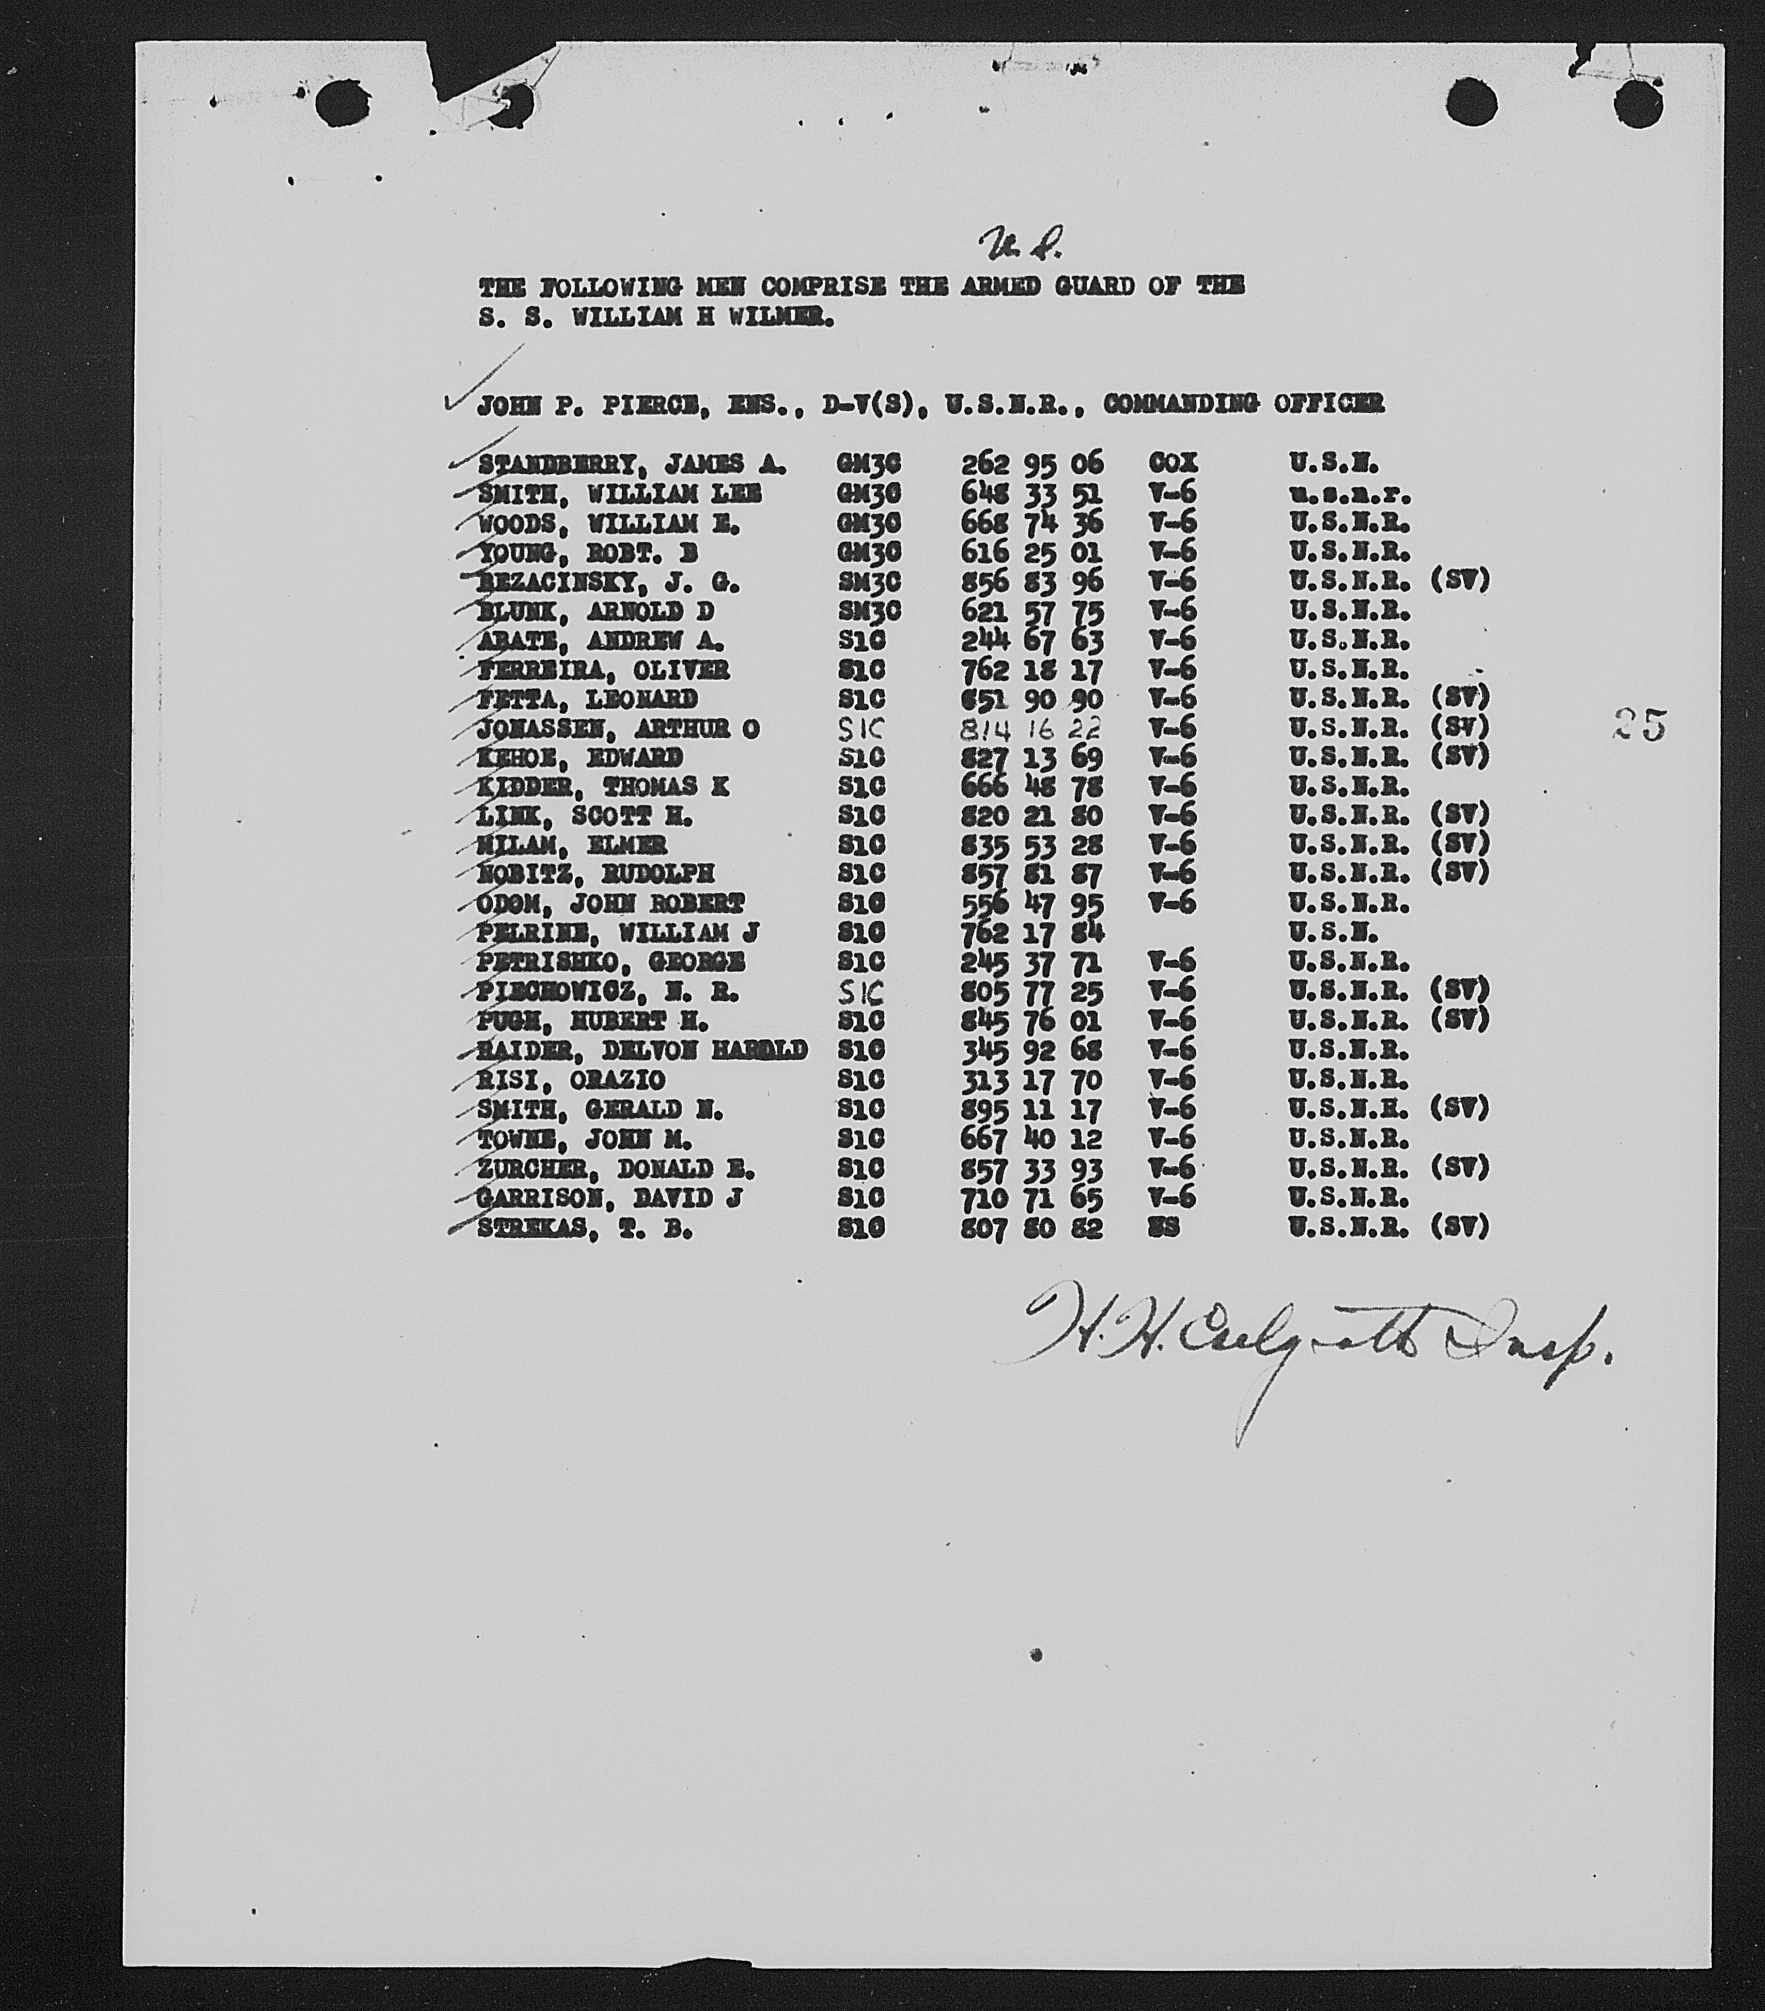 U. S.
THE FOLLOWING MEN COMPRISE THE ARMED GUARD OF THE
S. S. WILLIAM H WILMER.
JOHN P. PIERCE, ENS., D-V(S), U.S.N.R., COMMANDING OFFICER
STANDBERRY, JAMES A. GM3C 262 95 06 COX U.S.N.
SMITH, WILLIAM LEE GM3C 648 33 51 V-6 u.s.n.r.
WOODS, WILLIAM E. GM3C 668 74 36 V-6 U.S.N.R.
YOUNG, ROBT. B GM3C 616 25 01 V-6 U.S.N.R.
BEZACINSKY, J. G. SM3C 856 83 96 V-6 U.S.N.R. (SV)
BLUNK, ARNOLD D SM3C 621 57 75 V-6 U.S.N.R.
ABATE, ANDREW A. S1C 244 67 63 V-6 U.S.N.R.
FERREIRA, OLIVER S1C 762 18 17 V-6 U.S.N.R.
FETTA, LEONARD S1C 851 90 90 V-6 U.S.N.R. (SV)
JONASSEN, ARTHUR O S1C 814 16 22 V-6 U.S.N.R. (SV) 25
KEHOE, EDWARD S1C 827 13 69 V-6 U.S.N.R. (SV)
KIDDER, THOMAS K S1C 666 48 78 V-6 U.S.N.R.
LINK, SCOTT H. S1C 820 21 80 V-6 U.S.N.R. (SV)
MILAM, ELMER S1C 835 53 28 V-6 U.S.N.R. (SV)
NOBITZ, RUDOLPH S1C 857 81 87 V-6 U.S.N.R. (SV)
ODOM, JOHN ROBERT S1C 556 47 95 V-6 U.S.N.R.
PELRINE, WILLIAM J S1C 762 17 84 U.S.N.
PETRISHKO, GEORGE S1C 245 37 71 V-6 U.S.N.R.
PIECHOWICZ, N. R. S1C 805 77 25 V-6 U.S.N.R. (SV)
PUGH, HUBERT H. S1C 845 76 01 V-6 U.S.N.R. (SV)
RAIDER, DELVON HAROLD S1C 345 92 68 V-6 U.S.N.R.
RISI, ORAZIO S1C 313 17 70 V-6 U.S.N.R.
SMITH, GERALD N. S1C 895 11 17 V-6 U.S.N.R. (SV)
TOWNE, JOHN M. S1C 667 40 12 V-6 U.S.N.R.
ZURCHER, DONALD E. S1C 857 33 93 V-6 U.S.N.R. (SV)
GARRISON, DAVID J S1C 710 71 65 V-6 U.S.N.R.
STREKAS, T. B. S1C 807 80 82 SS U.S.N.R. (SV)
H. H. Insp.